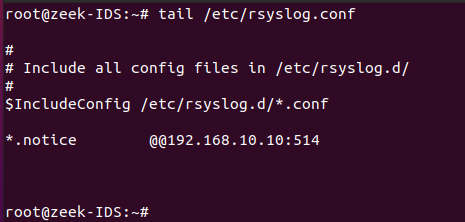 root@zeek-IDS:~# tail /etc/rsyslog.conf
#
# Include all config files in /etc/rsyslog.d/
#
$IncludeConfig /etc/rsyslog.d/*.conf
*.notice        @@192.168.10.10:514
root@zeek-IDS:~#